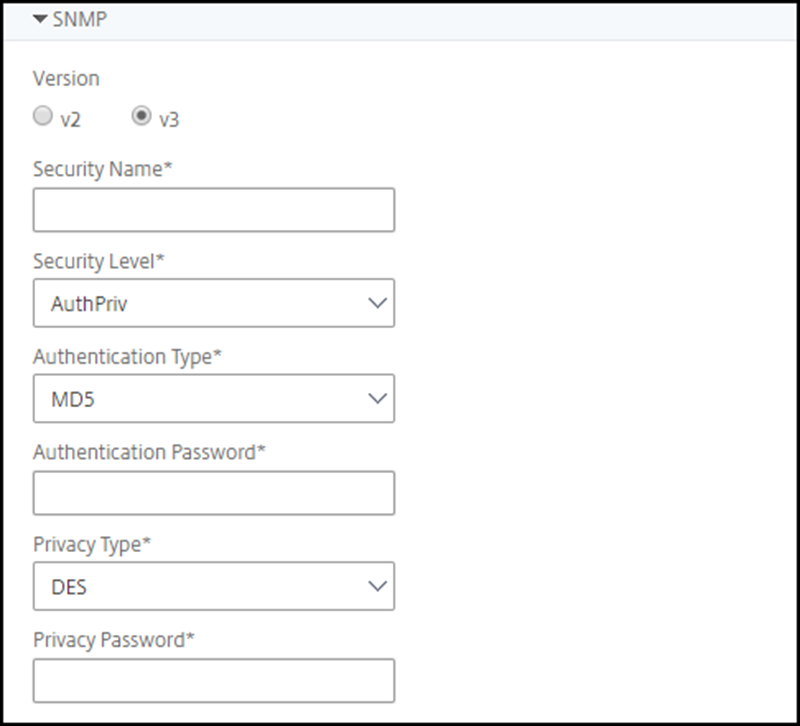 SNMP
Version
v2 v3
Security Name*
Security Level*
AuthPriv
Authentication Type*
MD5
Authentication Password*
Privacy Type*
DES
Privacy Password*